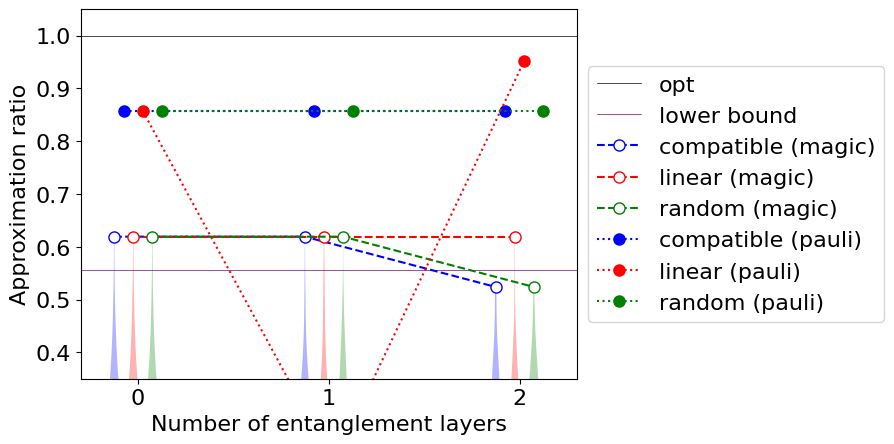 1.0
0.9
0.8
0.7
0.6
0.5
0.4
Approximation ratio
0
1
2
Number of entanglement layers
opt
lower bound
compatible (magic)
linear (magic)
random (magic)
compatible (pauli)
linear (pauli)
random (pauli)